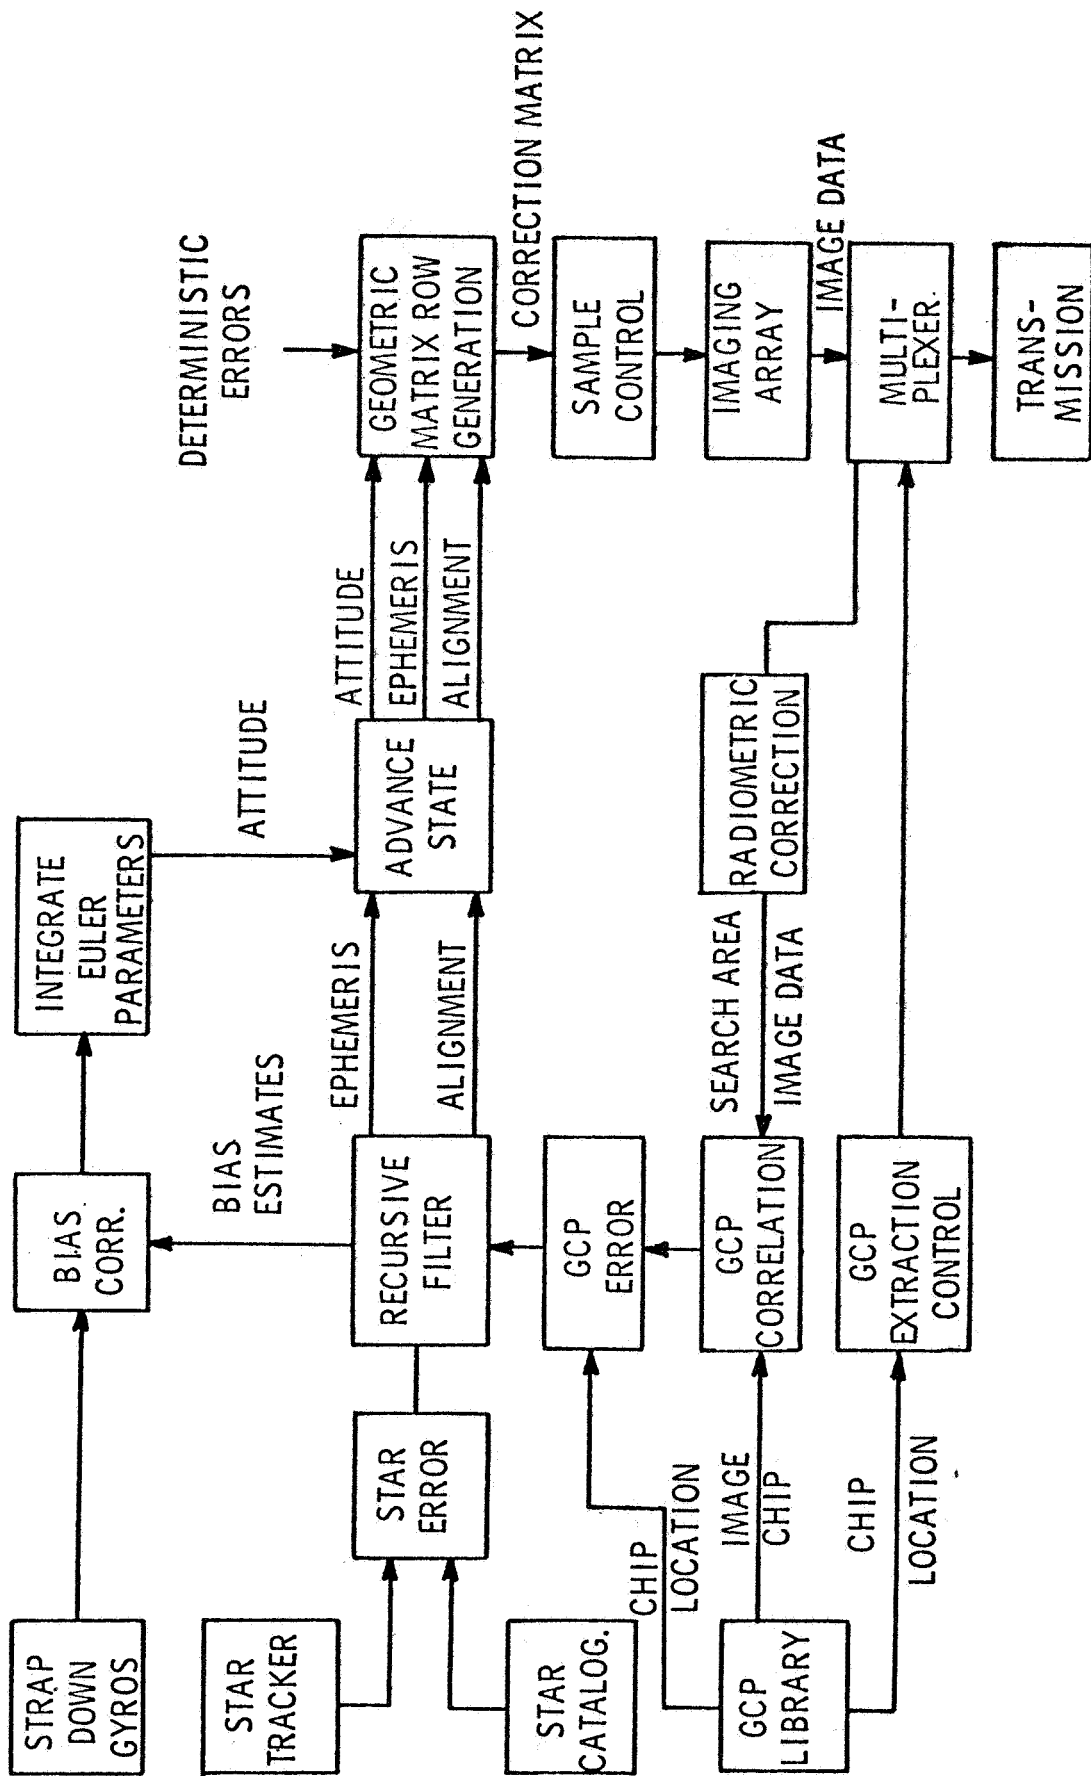 STRAP
DOWN
GYROS
BIAS
CORR.
INTEGRATE
EULER
PARAMETERS
ATTITUDE
BIAS
ESTIMATES
DETERMINISTIC
ERRORS
STAR
TRACKER
STAR
ERROR
STAR
CATALOG.
RECURSIVE
FILTER
EPHEMERIS
ALIGNMENT
ADVANCE
STATE
ATTITUDE
EPHEMERIS
ALIGNMENT
GEOMETRIC
MATRIX ROW
GENERATION
CORRECTION MATRIX
CHIP
LOCATION
GCP
ERROR
SAMPLE
CONTROL
GCP
LIBRARY
IMAGE
CHIP
GCP
CORRELATION
SEARCH AREA
IMAGE DATA
RADIOMETRIC
CORRECTION
IMAGING
ARRAY
IMAGE DATA
CHIP
LOCATION
GCP
EXTRACTION
CONTROL
MULTI-
PLEXER.
TRANS-
MISSION